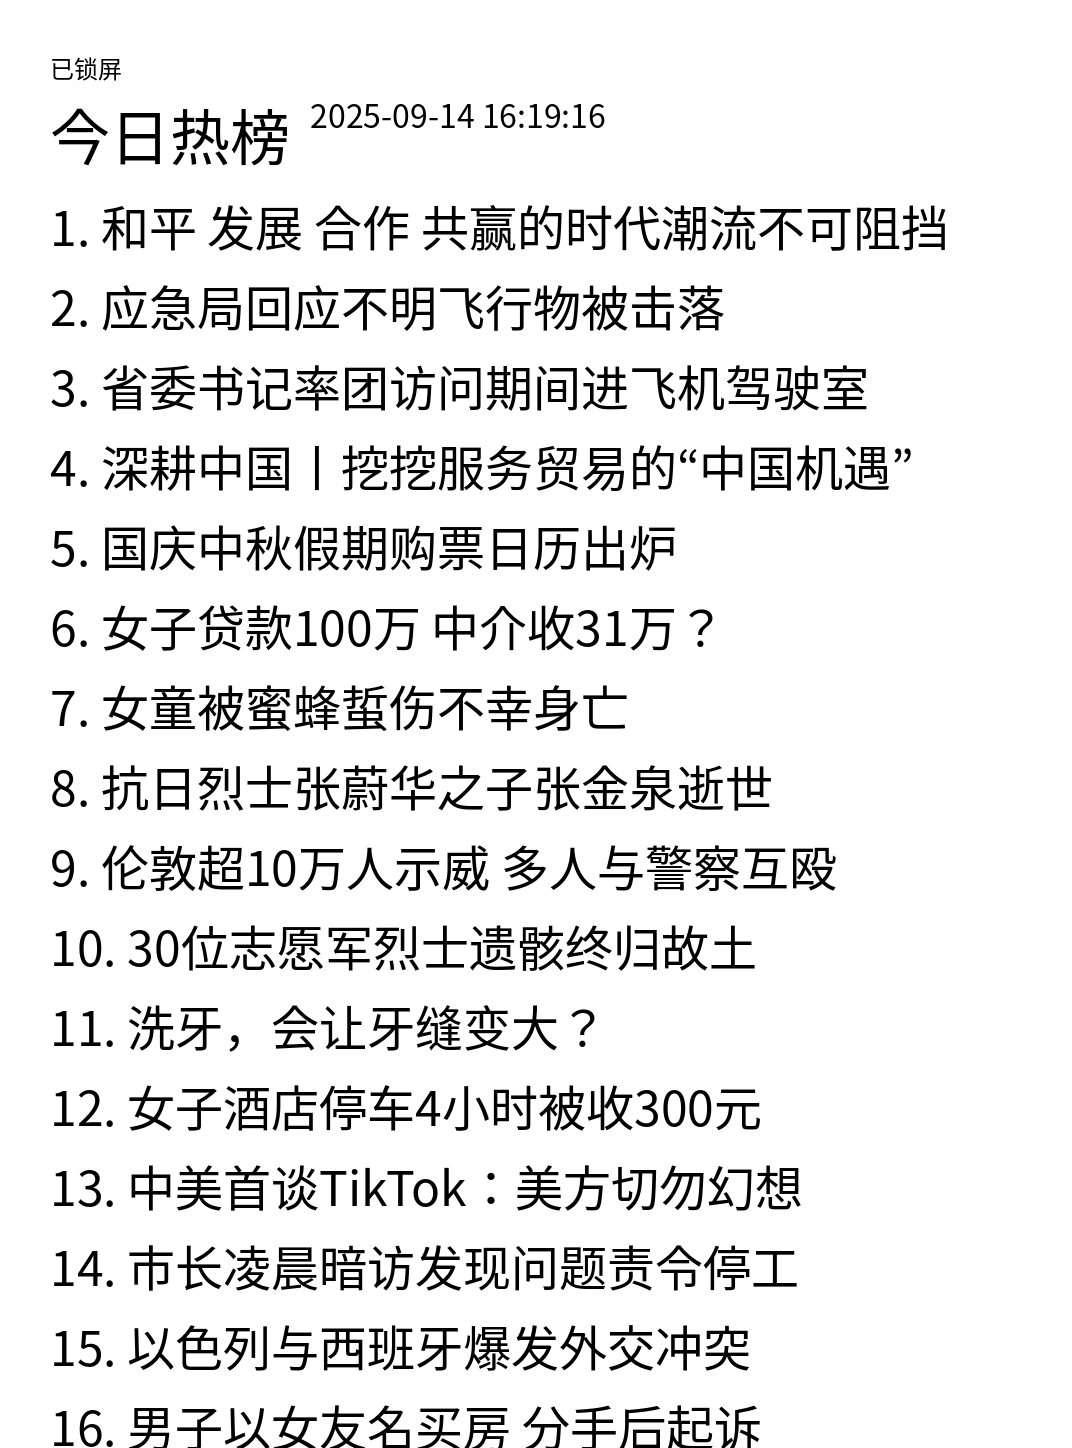 已锁屏
今日热榜 2025-09-14 16:19:16
1. 和平 发展 合作 共赢的时代潮流不可阻挡
2. 应急局回应不明飞行物被击落
3. 省委书记率团访问期间进飞机驾驶室
4. 深耕中国丨挖挖服务贸易的“中国机遇”
5. 国庆中秋假期购票日历出炉
6. 女子贷款100万 中介收31万？
7. 女童被蜜蜂蜇伤不幸身亡
8. 抗日烈士张蔚华之子张金泉逝世
9. 伦敦超10万人示威 多人与警察互殴
10. 30位志愿军烈士遗骸终归故土
11. 洗牙，会让牙缝变大？
12. 女子酒店停车4小时被收300元
13. 中美首谈TikTok：美方切勿幻想
14. 市长凌晨暗访发现问题责令停工
15. 以色列与西班牙爆发外交冲突
16. 男子以女友名买房 分手后起诉